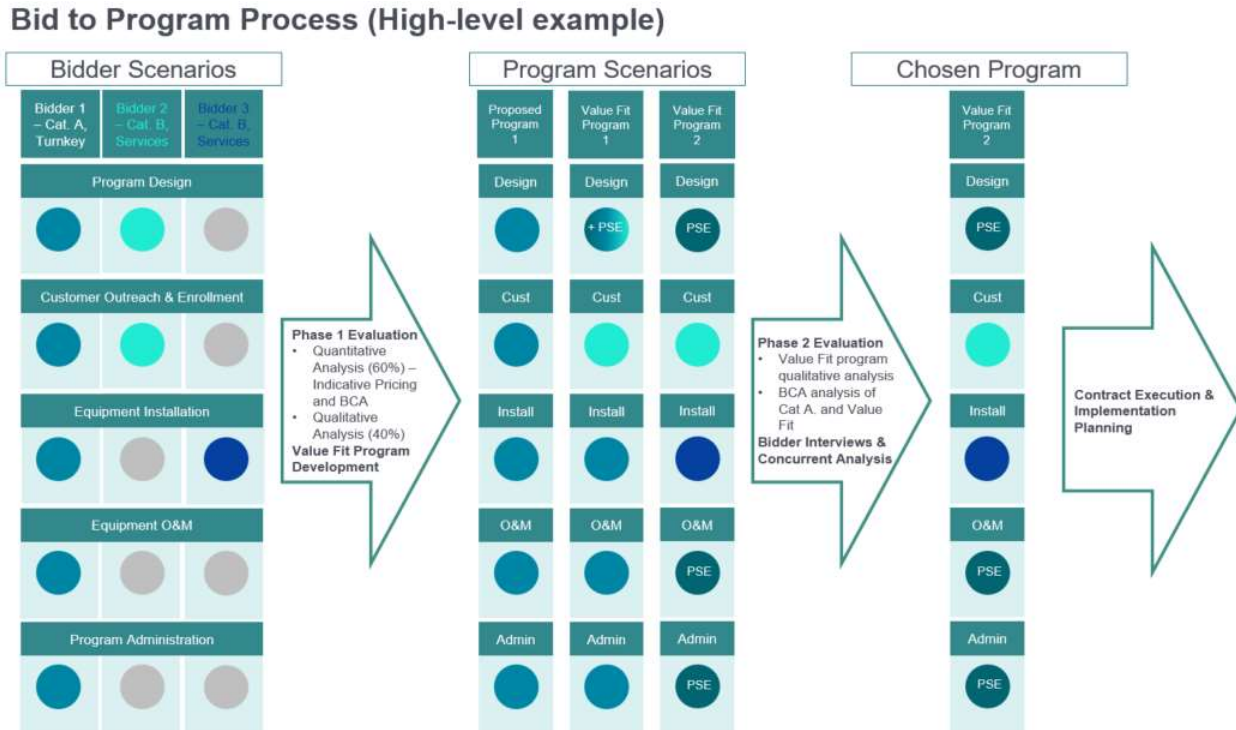 Bid to Program Process (High-level example)
Bidder Scenarios
Bidder 1
– Cat. A,
Turnkey
Bidder 2
– Cat. B,
Services
Bidder 3
– Cat. B,
Services
Program Design
Customer Outreach & Enrollment
Equipment Installation
Equipment O&M
Program Administration
Phase 1 Evaluation
• Quantitative
Analysis (60%) –
Indicative Pricing
and BCA
• Qualitative
Analysis (40%)
Value Fit Program
Development
Program Scenarios
Proposed
Program
1
Value Fit
Program
1
Value Fit
Program
2
Design
Design
Design
+ PSE
PSE
Cust
Cust
Cust
Install
Install
Install
O&M
O&M
O&M
PSE
Admin
Admin
Admin
PSE
Phase 2 Evaluation
• Value Fit program
qualitative analysis
• BCA analysis of
Cat A. and Value
Fit
Bidder Interviews &
Concurrent Analysis
Chosen Program
Value Fit
Program
2
Design
PSE
Cust
Install
O&M
PSE
Admin
PSE
Contract Execution &
Implementation
Planning